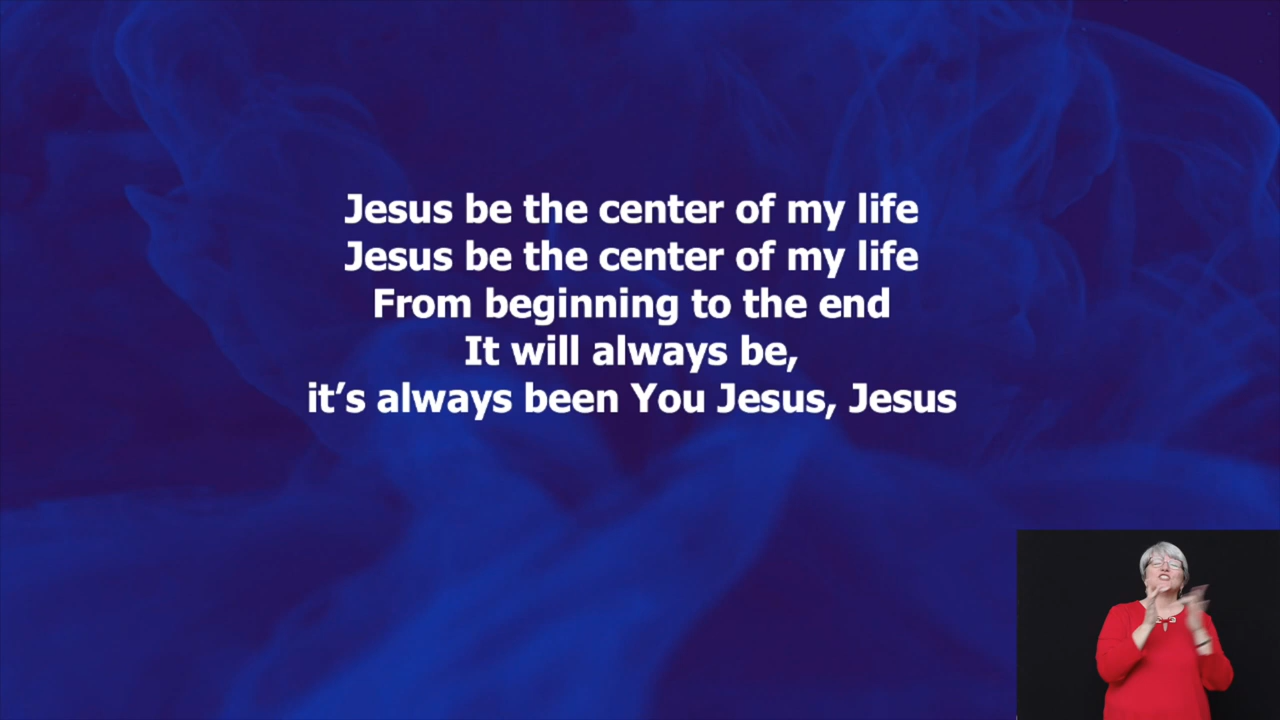 Jesus be the center of my life
Jesus be the center of my life
From beginning to the end
It will always be,
it’s always been You Jesus, Jesus